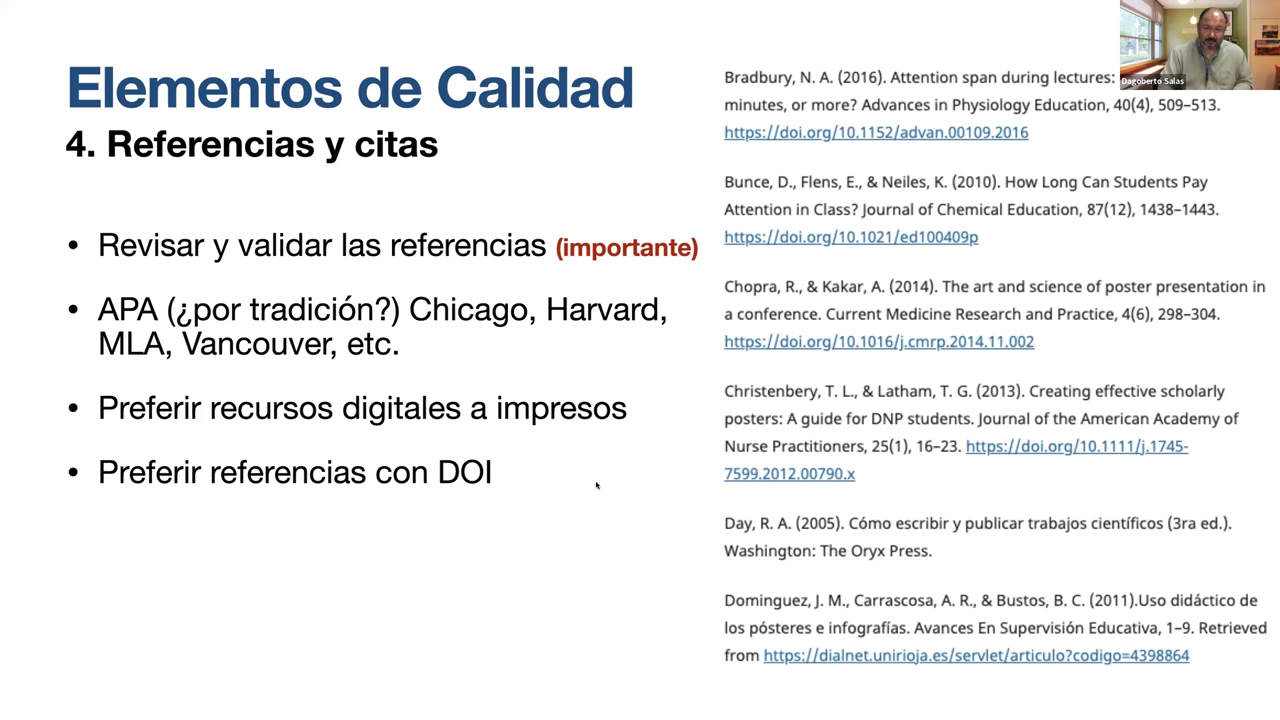 Elementos de Calidad
4. Referencias y citas
• Revisar y validar las referencias (importante)
• APA (¿por tradición?) Chicago, Harvard,
MLA, Vancouver, etc.
• Preferir recursos digitales a impresos
• Preferir referencias con DOI
Bradbury, N. A. (2016). Attention span during lectures:
minutes, or more? Advances in Physiology Education, 40(4), 509–513.
https://doi.org/10.1152/advan.00109.2016
Bunce, D., Flens, E., & Neiles, K. (2010). How Long Can Students Pay
Attention in Class? Journal of Chemical Education, 87(12), 1438–1443.
https://doi.org/10.1021/ed100409p
Chopra, R., & Kakar, A. (2014). The art and science of poster presentation in
a conference. Current Medicine Research and Practice, 4(6), 298–304.
https://doi.org/10.1016/j.cmrp.2014.11.002
Christenbery, T. L., & Latham, T. G. (2013). Creating effective scholarly
posters: A guide for DNP students. Journal of the American Academy of
Nurse Practitioners, 25(1), 16–23. https://doi.org/10.1111/j.1745-
7599.2012.00790.x
Day, R. A. (2005). Cómo escribir y publicar trabajos científicos (3ra ed.).
Washington: The Oryx Press.
Dominguez, J. M., Carrascosa, A. R., & Bustos, B. C. (2011).Uso didáctico de
los pósteres e infografías. Avances En Supervisión Educativa, 1–9. Retrieved
from https://dialnet.unirioja.es/servlet/articulo?codigo=4398864
Dagoberto Salas